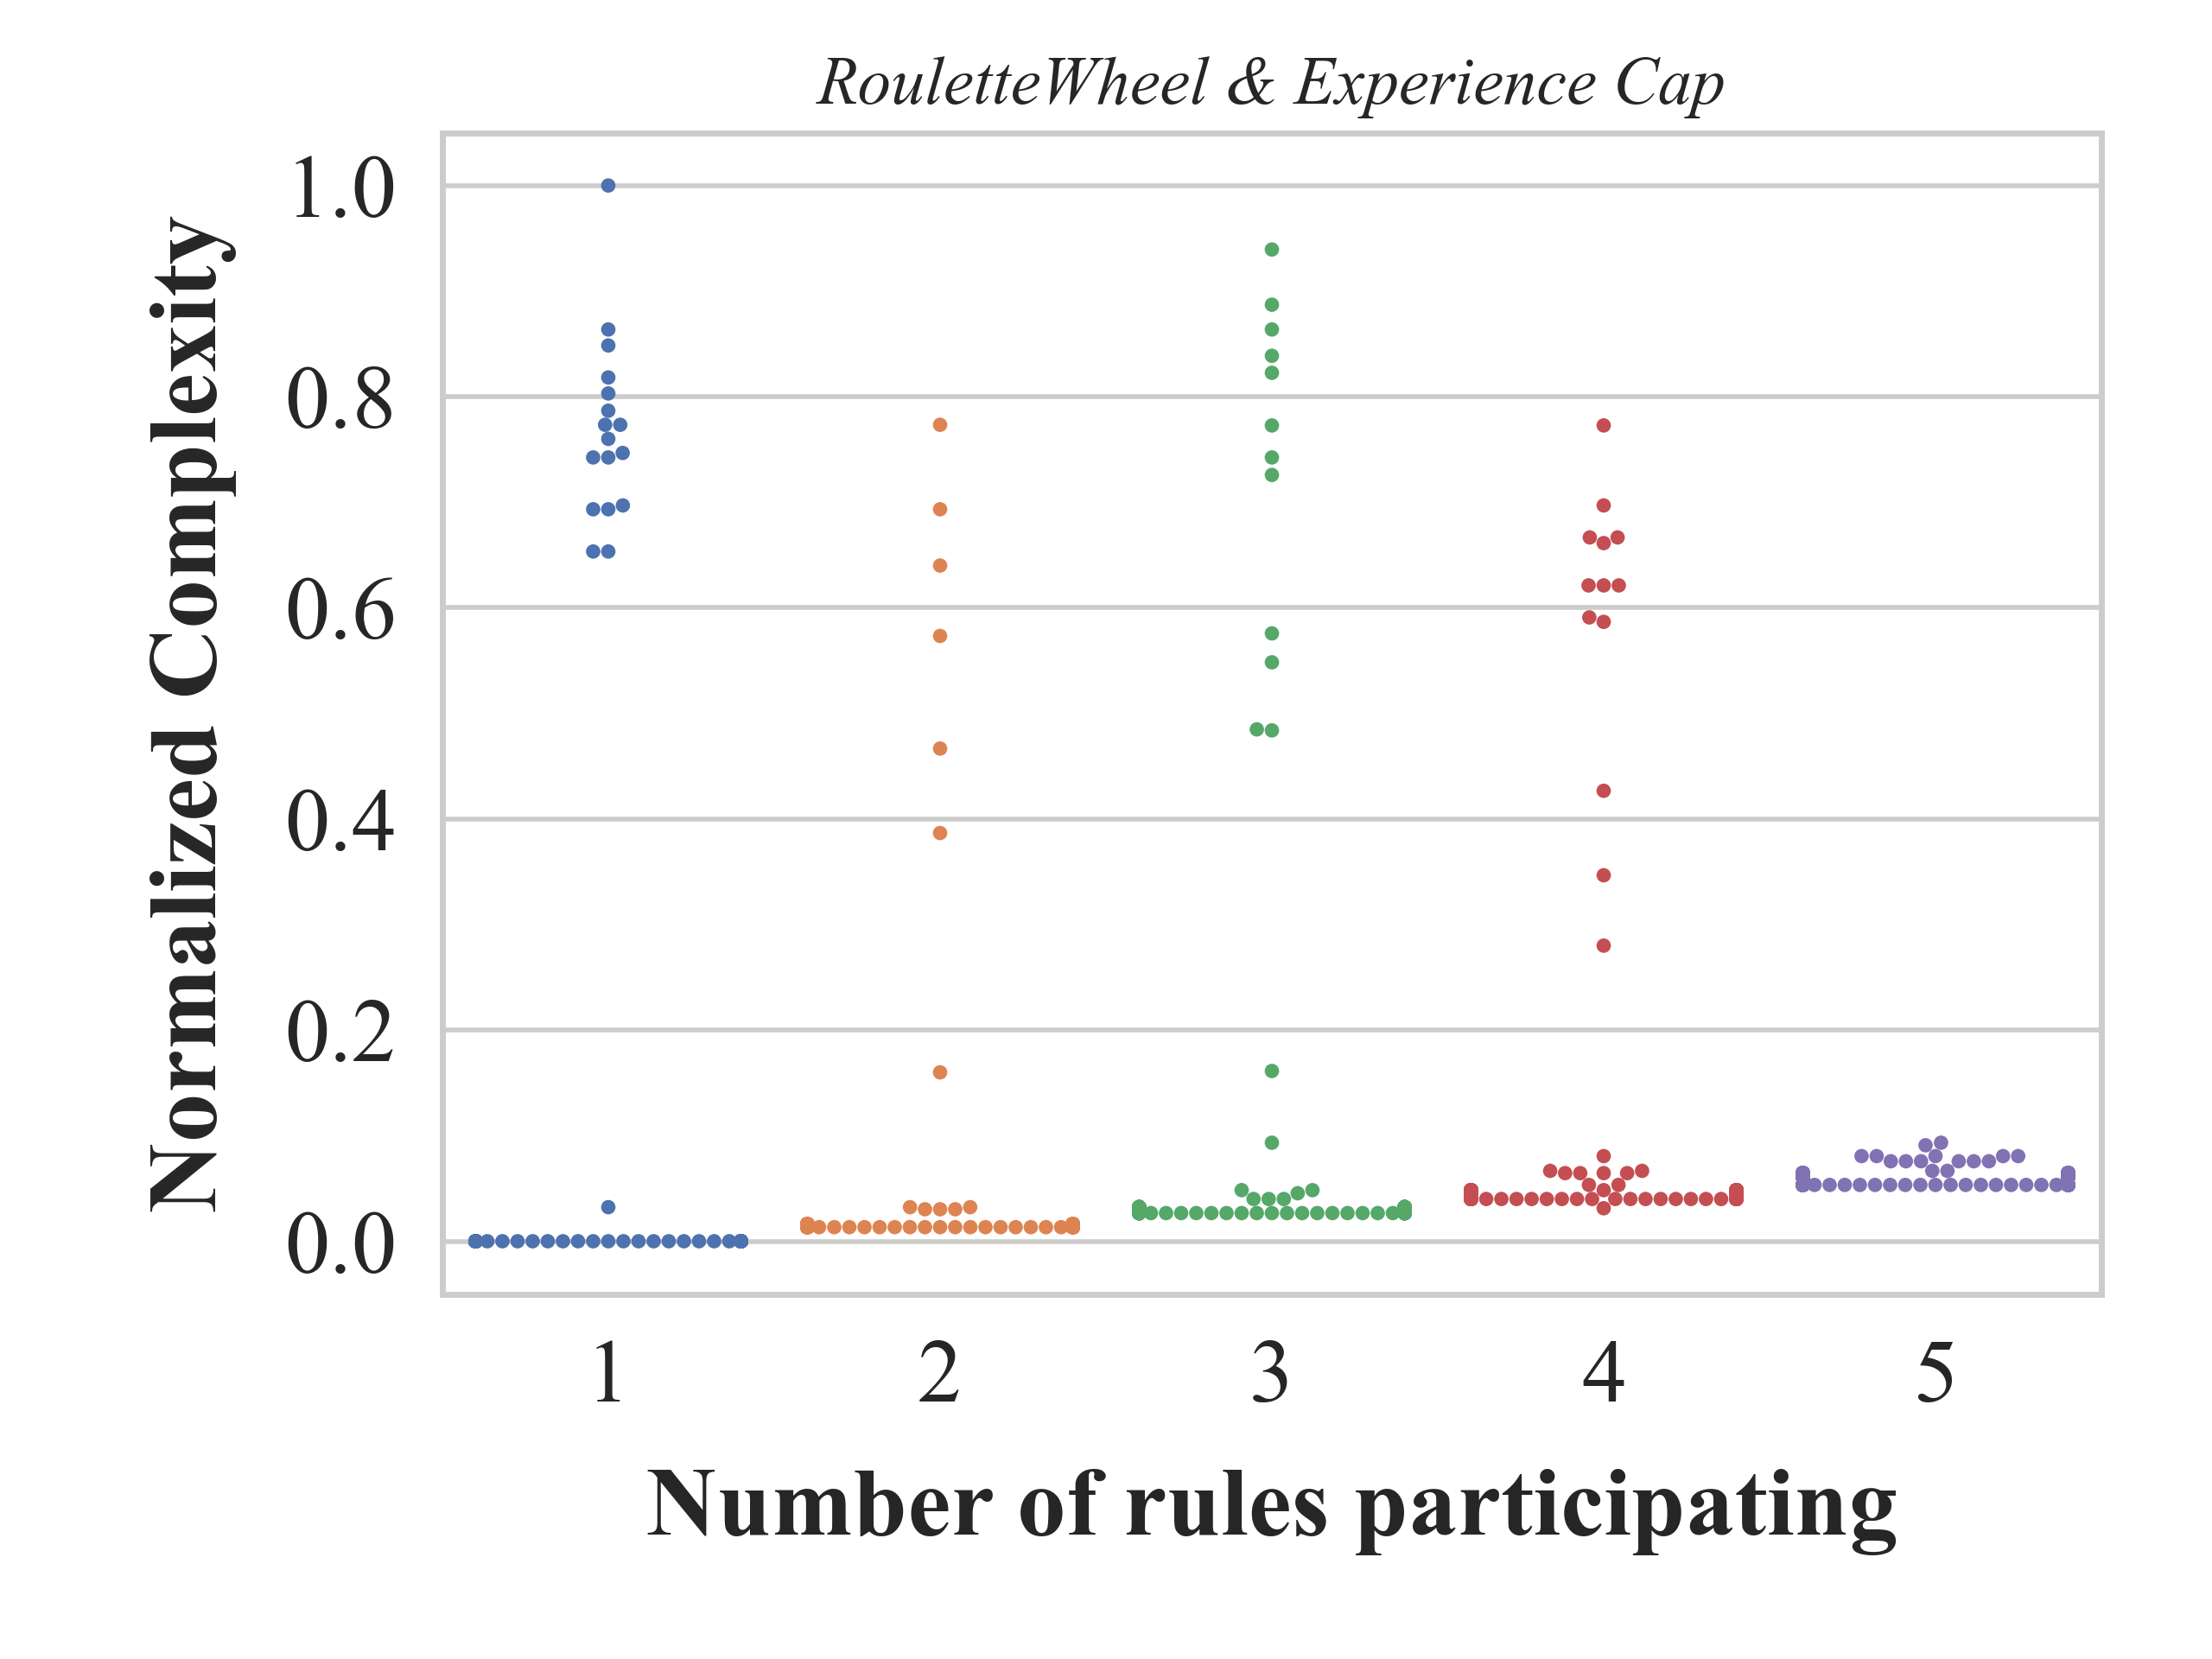 RouletteWheel & Experience Cap
Normalized Complexity
1.0
0.8
0.6
0.4
0.2
0.0
1 2 3 4 5
Number of rules participating